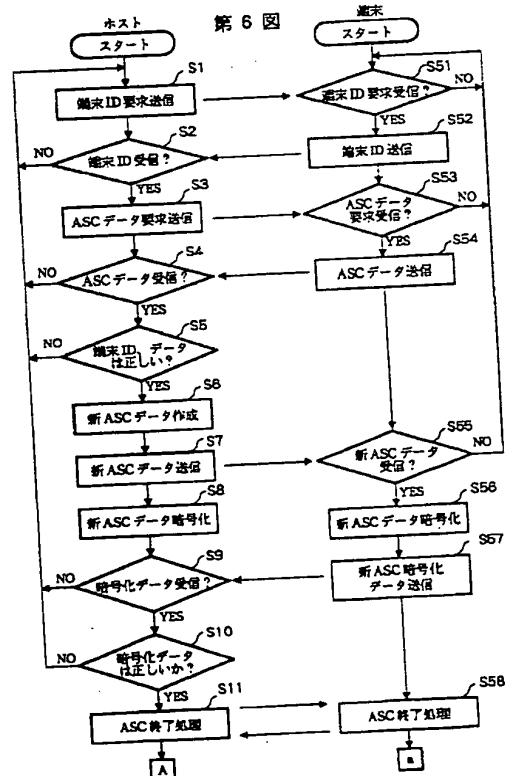 第6図
ホスト
スタート
S1
端末ID要求送信
S2
端末ID受信?
NO
YES
S3
ASCデータ要求送信
S4
ASCデータ受信?
NO
YES
S5
端末ID、データ
は正しい?
NO
YES
S6
新ASCデータ作成
S7
新ASCデータ送信
S8
新ASCデータ暗号化
S9
暗号化データ受信?
NO
YES
S10
暗号化データ
は正しいか?
NO
YES
S11
ASC終了処理
A
端末
スタート
S51
端末ID要求受信?
NO
YES
S52
端末ID送信
S53
ASCデータ
要求受信?
NO
YES
S54
ASCデータ送信
S55
新ASCデータ
受信?
NO
YES
S56
新ASCデータ暗号化
S57
新ASC暗号化
データ送信
S58
ASC終了処理
a